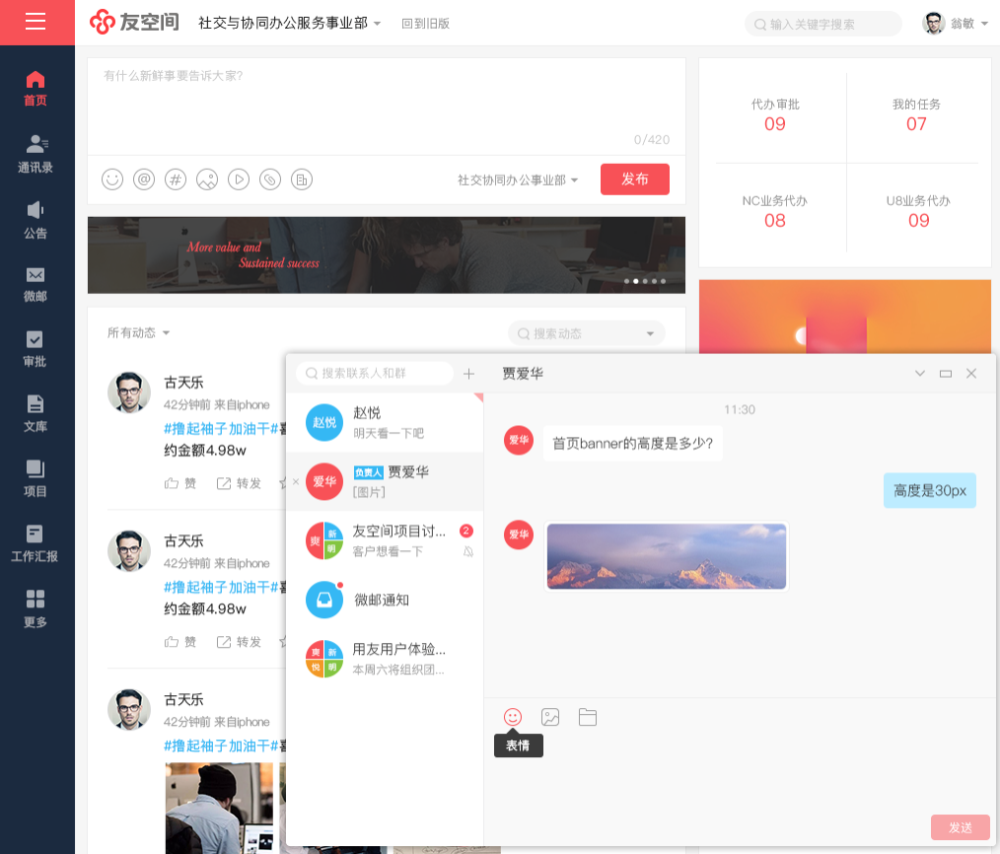 友空间
社交与协同办公服务事业部
回到旧版
输入关键字搜索
翁敏
首页
通讯录
公告
微邮
审批
文库
项目
工作汇报
更多
有什么新鲜事要告诉大家?
0/420
社交协同办公事业部
发布
代办审批
09
我的任务
07
NC业务代办
08
U8业务代办
09
More value and
Sustained success
所有动态
搜索动态
古天乐
42分钟前 来自iphone
#撸起袖子加油干#喜
约金额4.98w
赞
转发
古天乐
42分钟前 来自iphone
#撸起袖子加油干#喜
约金额4.98w
赞
转发
古天乐
42分钟前 来自iphone
#撸起袖子加油干#喜
搜索联系人和群
赵悦
赵悦
明天看一下吧
爱华
负责人 贾爱华
[图片]
爽
新
明
友空间项目讨...
2
客户想看一下
微邮通知
爽
新
悦
明
用友用户体验...
本周六将组织团...
贾爱华
11:30
爱华
首页banner的高度是多少?
高度是30px
爱华
表情
发送